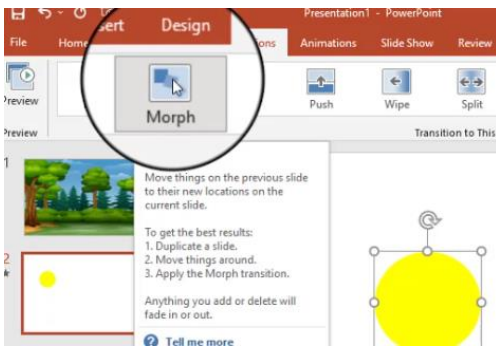 Presentation1 - PowerPoint
File Home sert Design ons Animations Slide Show Review
Preview Morph Push Wipe Split
Preview Transition to This
1
Move things on the previous slide
to their new locations on the
current slide.
To get the best results:
1. Duplicate a slide.
2. Move things around.
3. Apply the Morph transition.
Anything you add or delete will
fade in or out.
Tell me more
2